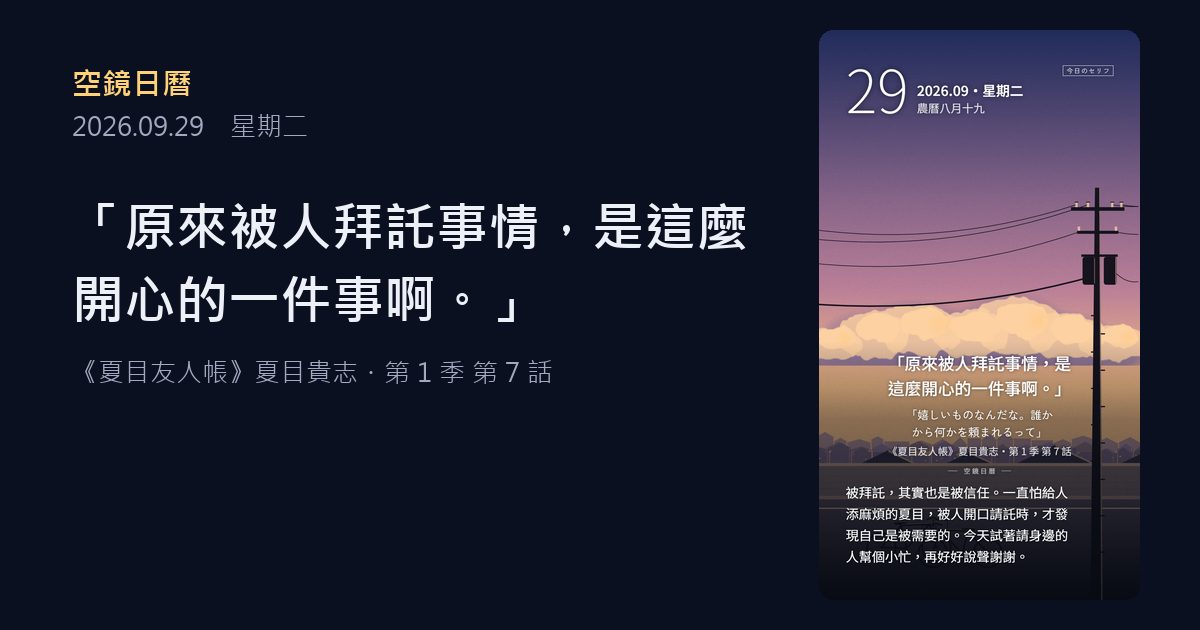 空鏡日曆
2026.09.29 星期二
「原來被人拜託事情，是這麼
開心的一件事啊。」
《夏目友人帳》夏目貴志・第 1 季 第 7 話
29
2026.09・星期二
農曆八月十九
今日のセリフ
「原來被人拜託事情，是
這麼開心的一件事啊。」
「嬉しいものなんだな。誰か
から何かを頼まれるって」
《夏目友人帳》夏目貴志・第 1 季 第 7 話
— 空鏡日曆 —
被拜託，其實也是被信任。一直怕給人
添麻煩的夏目，被人開口請託時，才發
現自己是被需要的。今天試著請身邊的
人幫個小忙，再好好說聲謝謝。